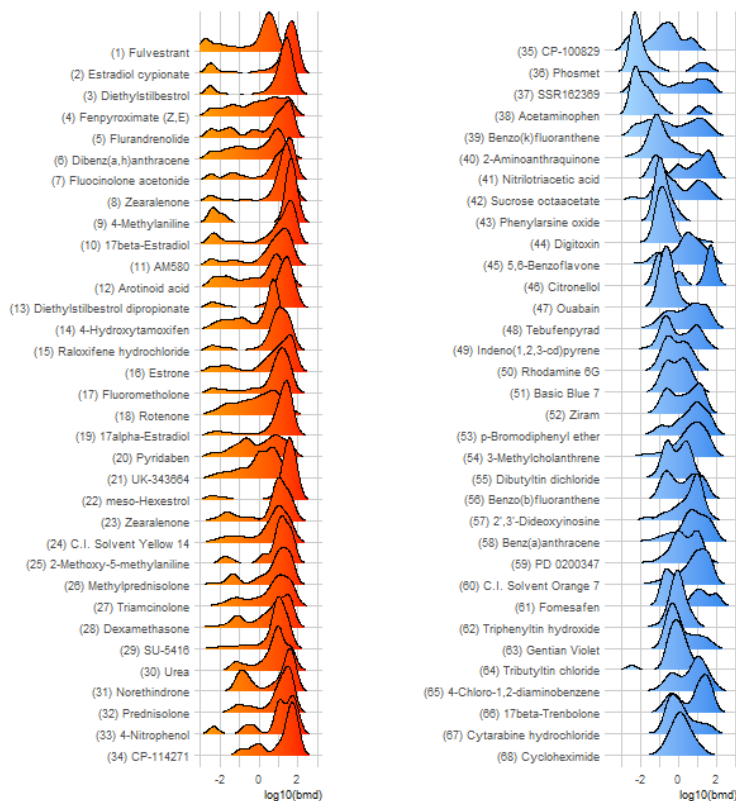 (1) Fulvestrant
(2) Estradiol cypionate
(3) Diethylstilbestrol
(4) Fenpyroximate (Z,E)
(5) Flurandrenolide
(6) Dibenz(a,h)anthracene
(7) Fluocinolone acetonide
(8) Zearalenone
(9) 4-Methylaniline
(10) 17beta-Estradiol
(11) AM580
(12) Arotinoid acid
(13) Diethylstilbestrol dipropionate
(14) 4-Hydroxytamoxifen
(15) Raloxifene hydrochloride
(16) Estrone
(17) Fluorometholone
(18) Rotenone
(19) 17alpha-Estradiol
(20) Pyridaben
(21) UK-343664
(22) meso-Hexestrol
(23) Zearalenone
(24) C.I. Solvent Yellow 14
(25) 2-Methoxy-5-methylaniline
(26) Methylprednisolone
(27) Triamcinolone
(28) Dexamethasone
(29) SU-5416
(30) Urea
(31) Norethindrone
(32) Prednisolone
(33) 4-Nitrophenol
(34) CP-114271
-2 0 2
log10(bmd)
(35) CP-100829
(36) Phosmet
(37) SSR162369
(38) Acetaminophen
(39) Benzo(k)fluoranthene
(40) 2-Aminoanthraquinone
(41) Nitrilotriacetic acid
(42) Sucrose octaacetate
(43) Phenylarsine oxide
(44) Digitoxin
(45) 5,6-Benzoflavone
(46) Citronellol
(47) Ouabain
(48) Tebufenpyrad
(49) Indeno(1,2,3-cd)pyrene
(50) Rhodamine 6G
(51) Basic Blue 7
(52) Ziram
(53) p-Bromodiphenyl ether
(54) 3-Methylcholanthrene
(55) Dibutyltin dichloride
(56) Benzo(b)fluoranthene
(57) 2',3'-Dideoxyinosine
(58) Benz(a)anthracene
(59) PD 0200347
(60) C.I. Solvent Orange 7
(61) Fomesafen
(62) Triphenyltin hydroxide
(63) Gentian Violet
(64) Tributyltin chloride
(65) 4-Chloro-1,2-diaminobenzene
(66) 17beta-Trenbolone
(67) Cytarabine hydrochloride
(68) Cycloheximide
-2 0 2
log10(bmd)